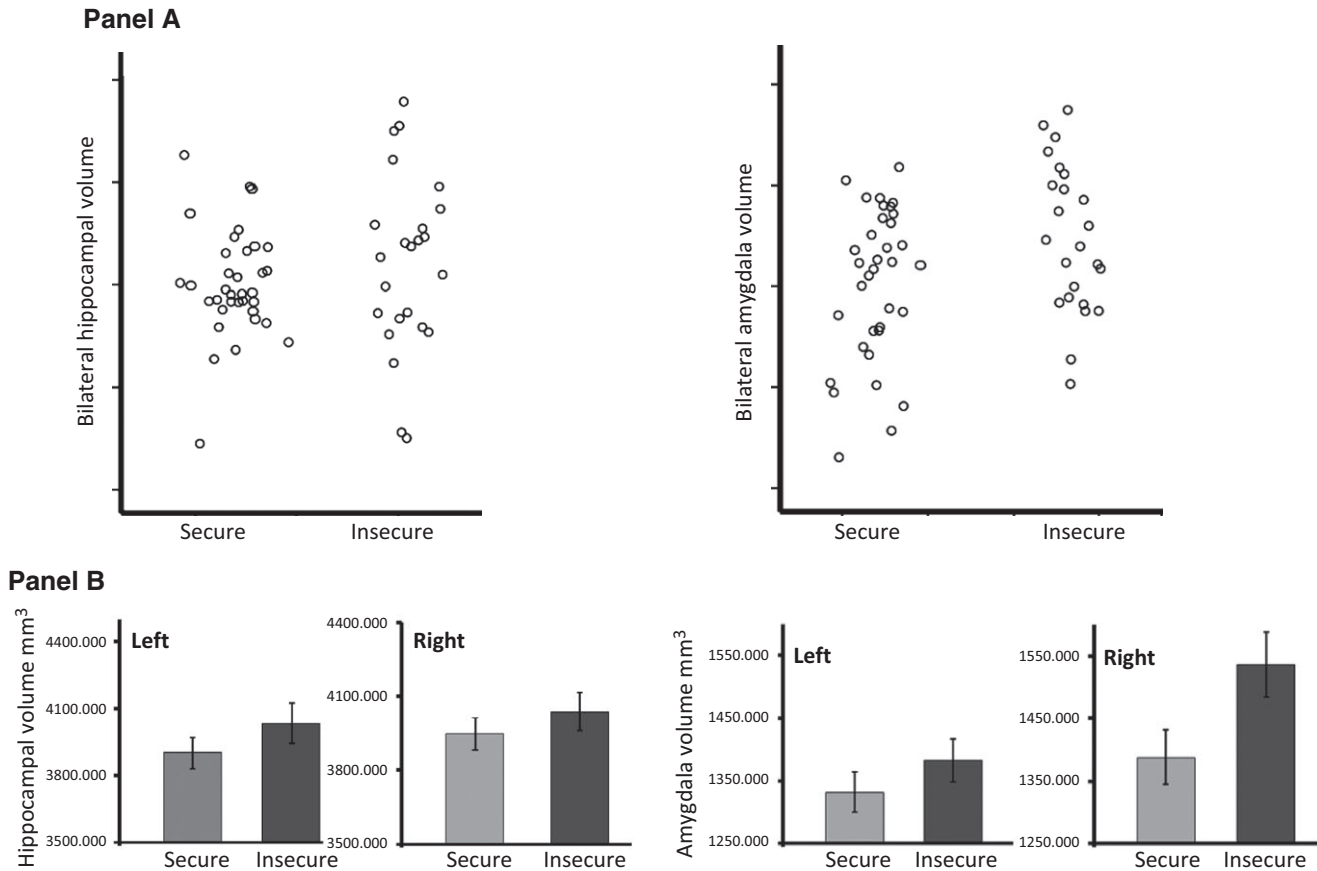 Panel A
Bilateral hippocampal volume
Secure Insecure
Bilateral amygdala volume
Secure Insecure
Panel B
Hippocampal volume mm³
4400.000
4100.000
3800.000
3500.000
Left
Secure Insecure
4400.000
4100.000
3800.000
3500.000
Right
Secure Insecure
Amygdala volume mm³
1550.000
1450.000
1350.000
1250.000
Left
Secure Insecure
1550.000
1450.000
1350.000
1250.000
Right
Secure Insecure